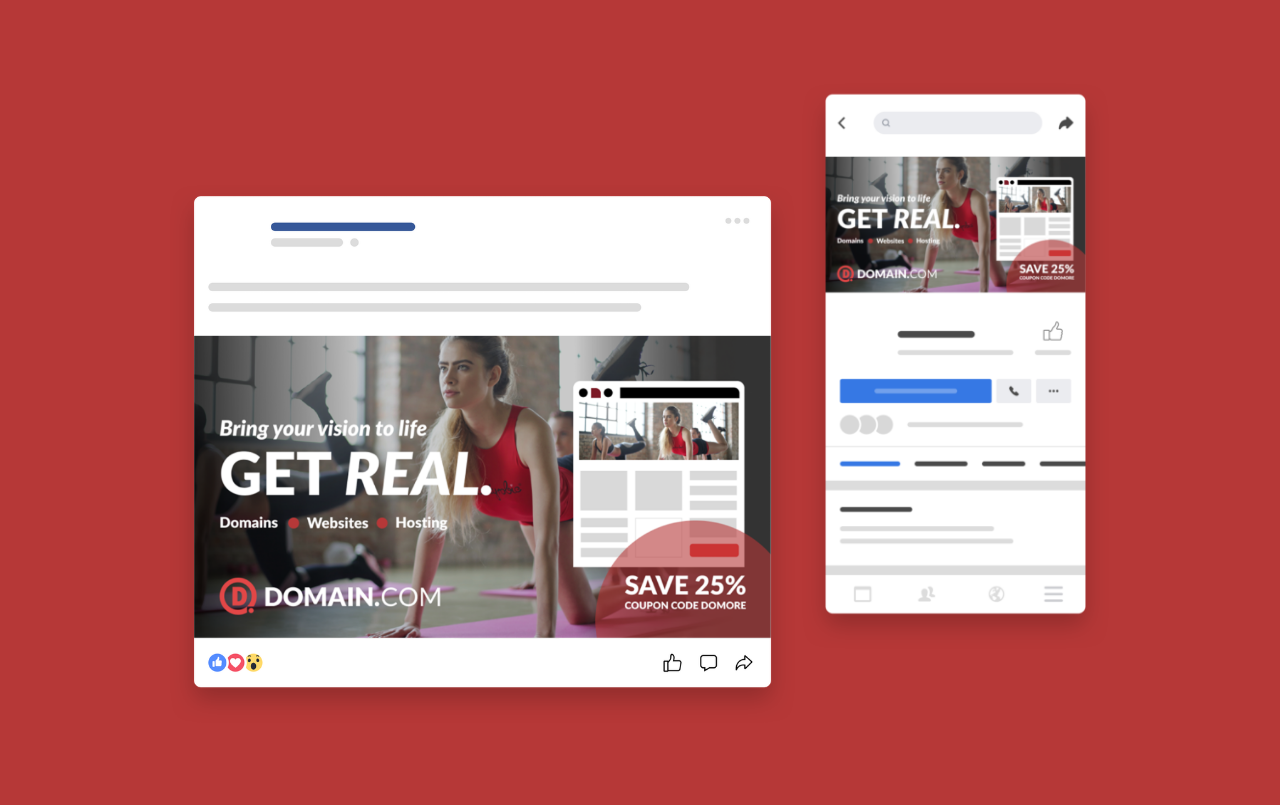 Bring your vision to life
GET REAL.
Domains Websites Hosting
D DOMAIN.COM
SAVE 25%
COUPON CODE DOMORE
Bring your vision to life
GET REAL.
Domains Websites Hosting
D DOMAIN.COM
SAVE 25%
COUPON CODE DOMORE